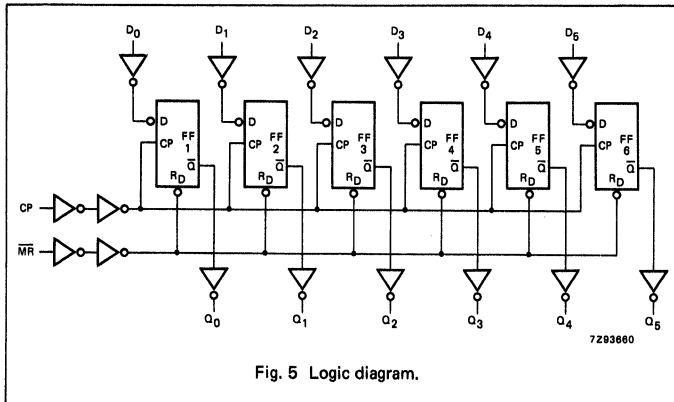 D0 D1 D2 D3 D4 D5
D FF 1 CP Q̅ RD
D FF 2 CP Q̅ RD
D FF 3 CP Q̅ RD
D FF 4 CP Q̅ RD
D FF 5 CP Q̅ RD
D FF 6 CP Q̅ RD
CP
M̅R̅
Q0 Q1 Q2 Q3 Q4 Q5
7Z93660
Fig. 5 Logic diagram.